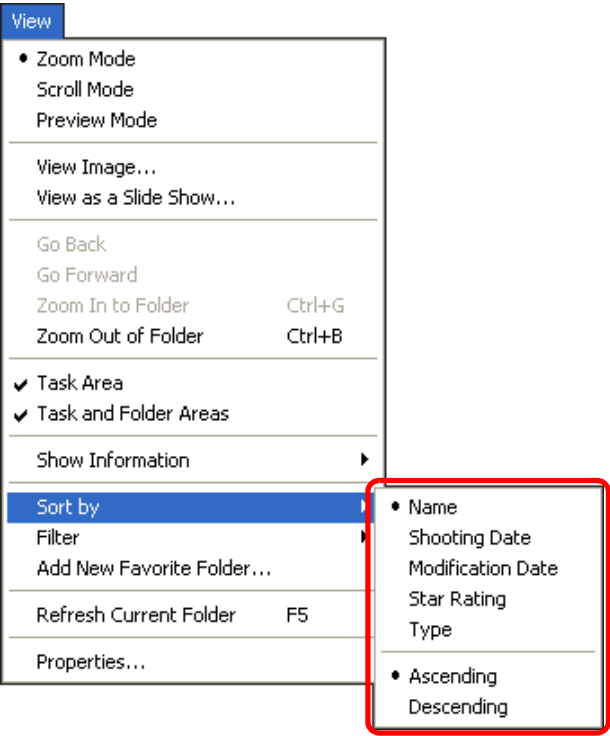 View
Zoom Mode
Scroll Mode
Preview Mode
View Image...
View as a Slide Show...
Go Back
Go Forward
Zoom In to Folder Ctrl+G
Zoom Out of Folder Ctrl+B
Task Area
Task and Folder Areas
Show Information
Sort by
Filter
Add New Favorite Folder...
Refresh Current Folder F5
Properties...
Name
Shooting Date
Modification Date
Star Rating
Type
Ascending
Descending